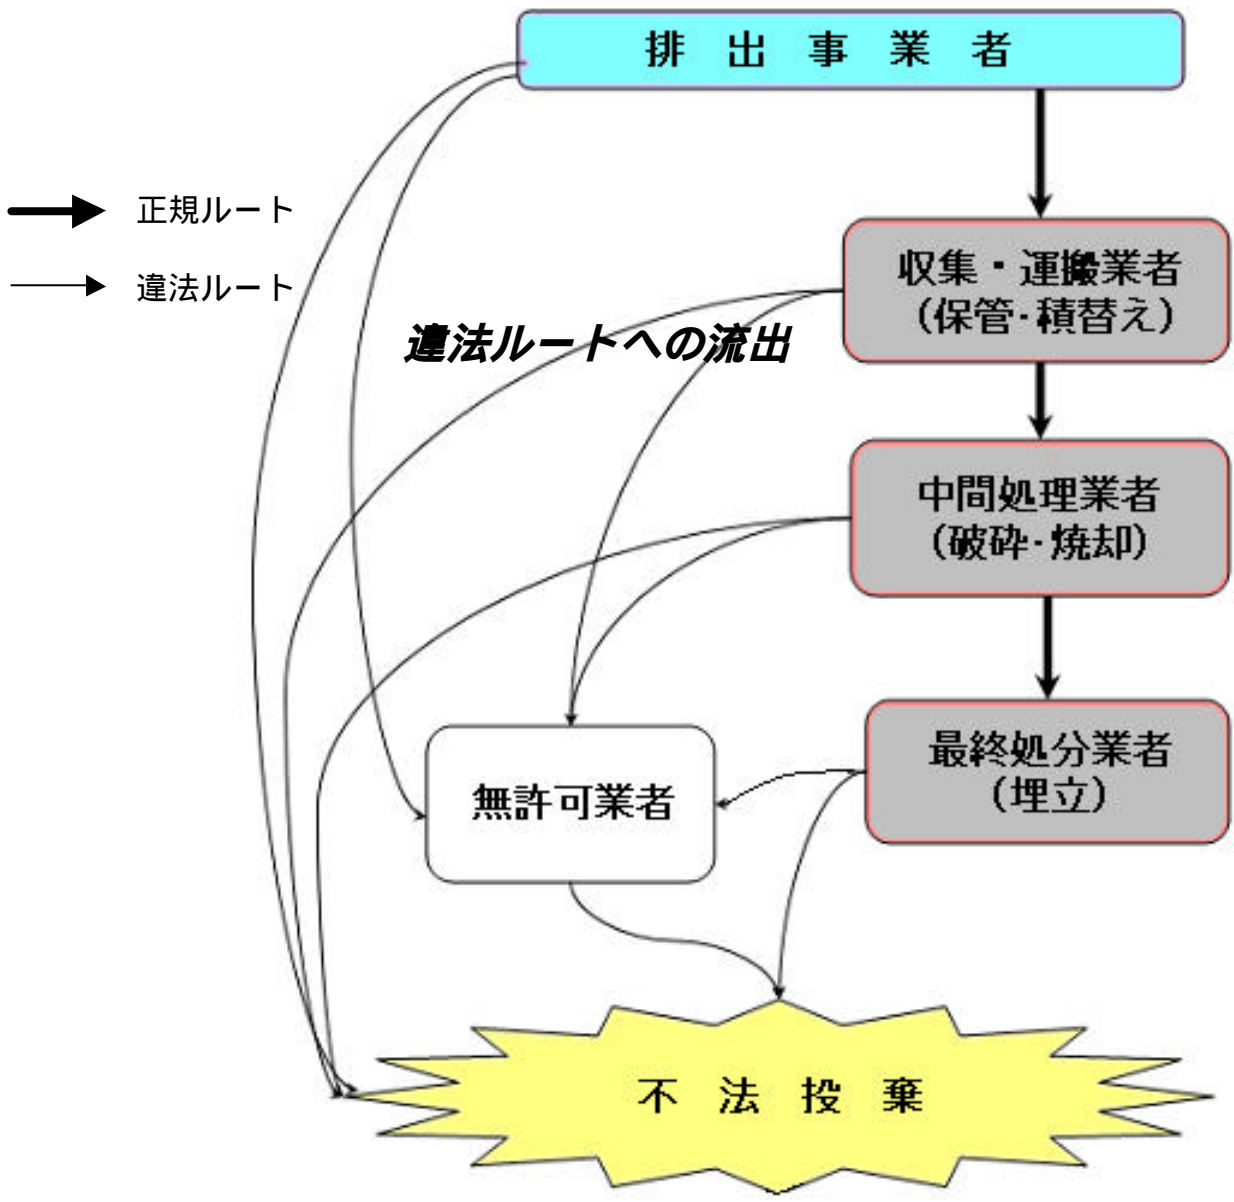 排 出 事 業 者
正規ルート
違法ルート
収集・運搬業者
(保管・積替え)
違法ルートへの流出
中間処理業者
(破砕・焼却)
最終処分業者
(埋立)
無許可業者
不 法 投 棄